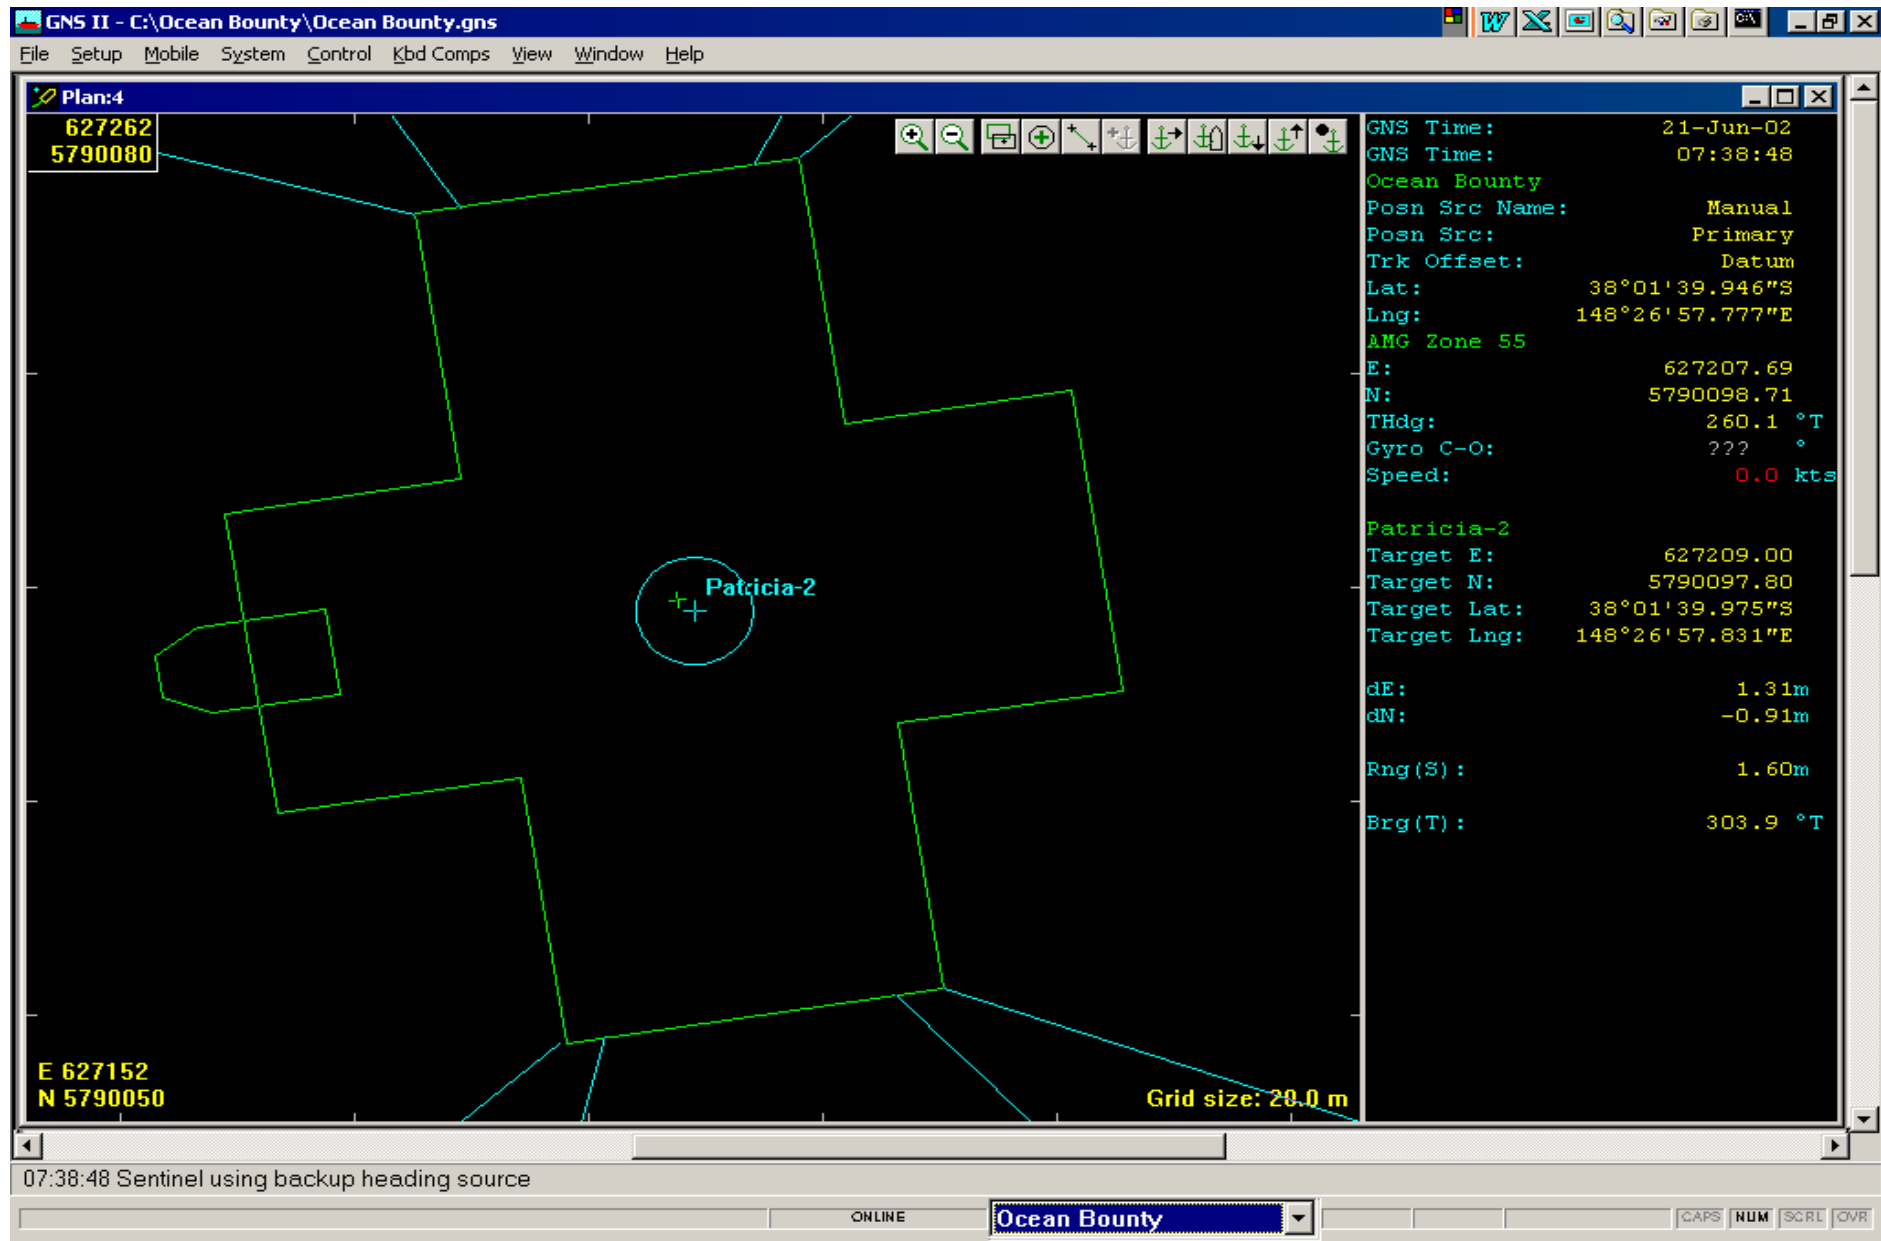 GNS II - C:\Ocean Bounty\Ocean Bounty.gns
File Setup Mobile System Control Kbd Comps View Window Help
Plan:4
627262
5790080
Patricia-2
E 627152
N 5790050
Grid size: 20.0 m
GNS Time: 21-Jun-02
GNS Time: 07:38:48
Ocean Bounty
Posn Src Name: Manual
Posn Src: Primary
Trk Offset: Datum
Lat: 38°01'39.946"S
Lng: 148°26'57.777"E
AMG Zone 55
E: 627207.69
N: 5790098.71
THdg: 260.1 °T
Gyro C-O: ??? °
Speed: 0.0 kts
Patricia-2
Target E: 627209.00
Target N: 5790097.80
Target Lat: 38°01'39.975"S
Target Lng: 148°26'57.831"E
dE: 1.31m
dN: -0.91m
Rng(S): 1.60m
Brg(T): 303.9 °T
07:38:48 Sentinel using backup heading source
ONLINE Ocean Bounty CAPS NUM SCRL OVR